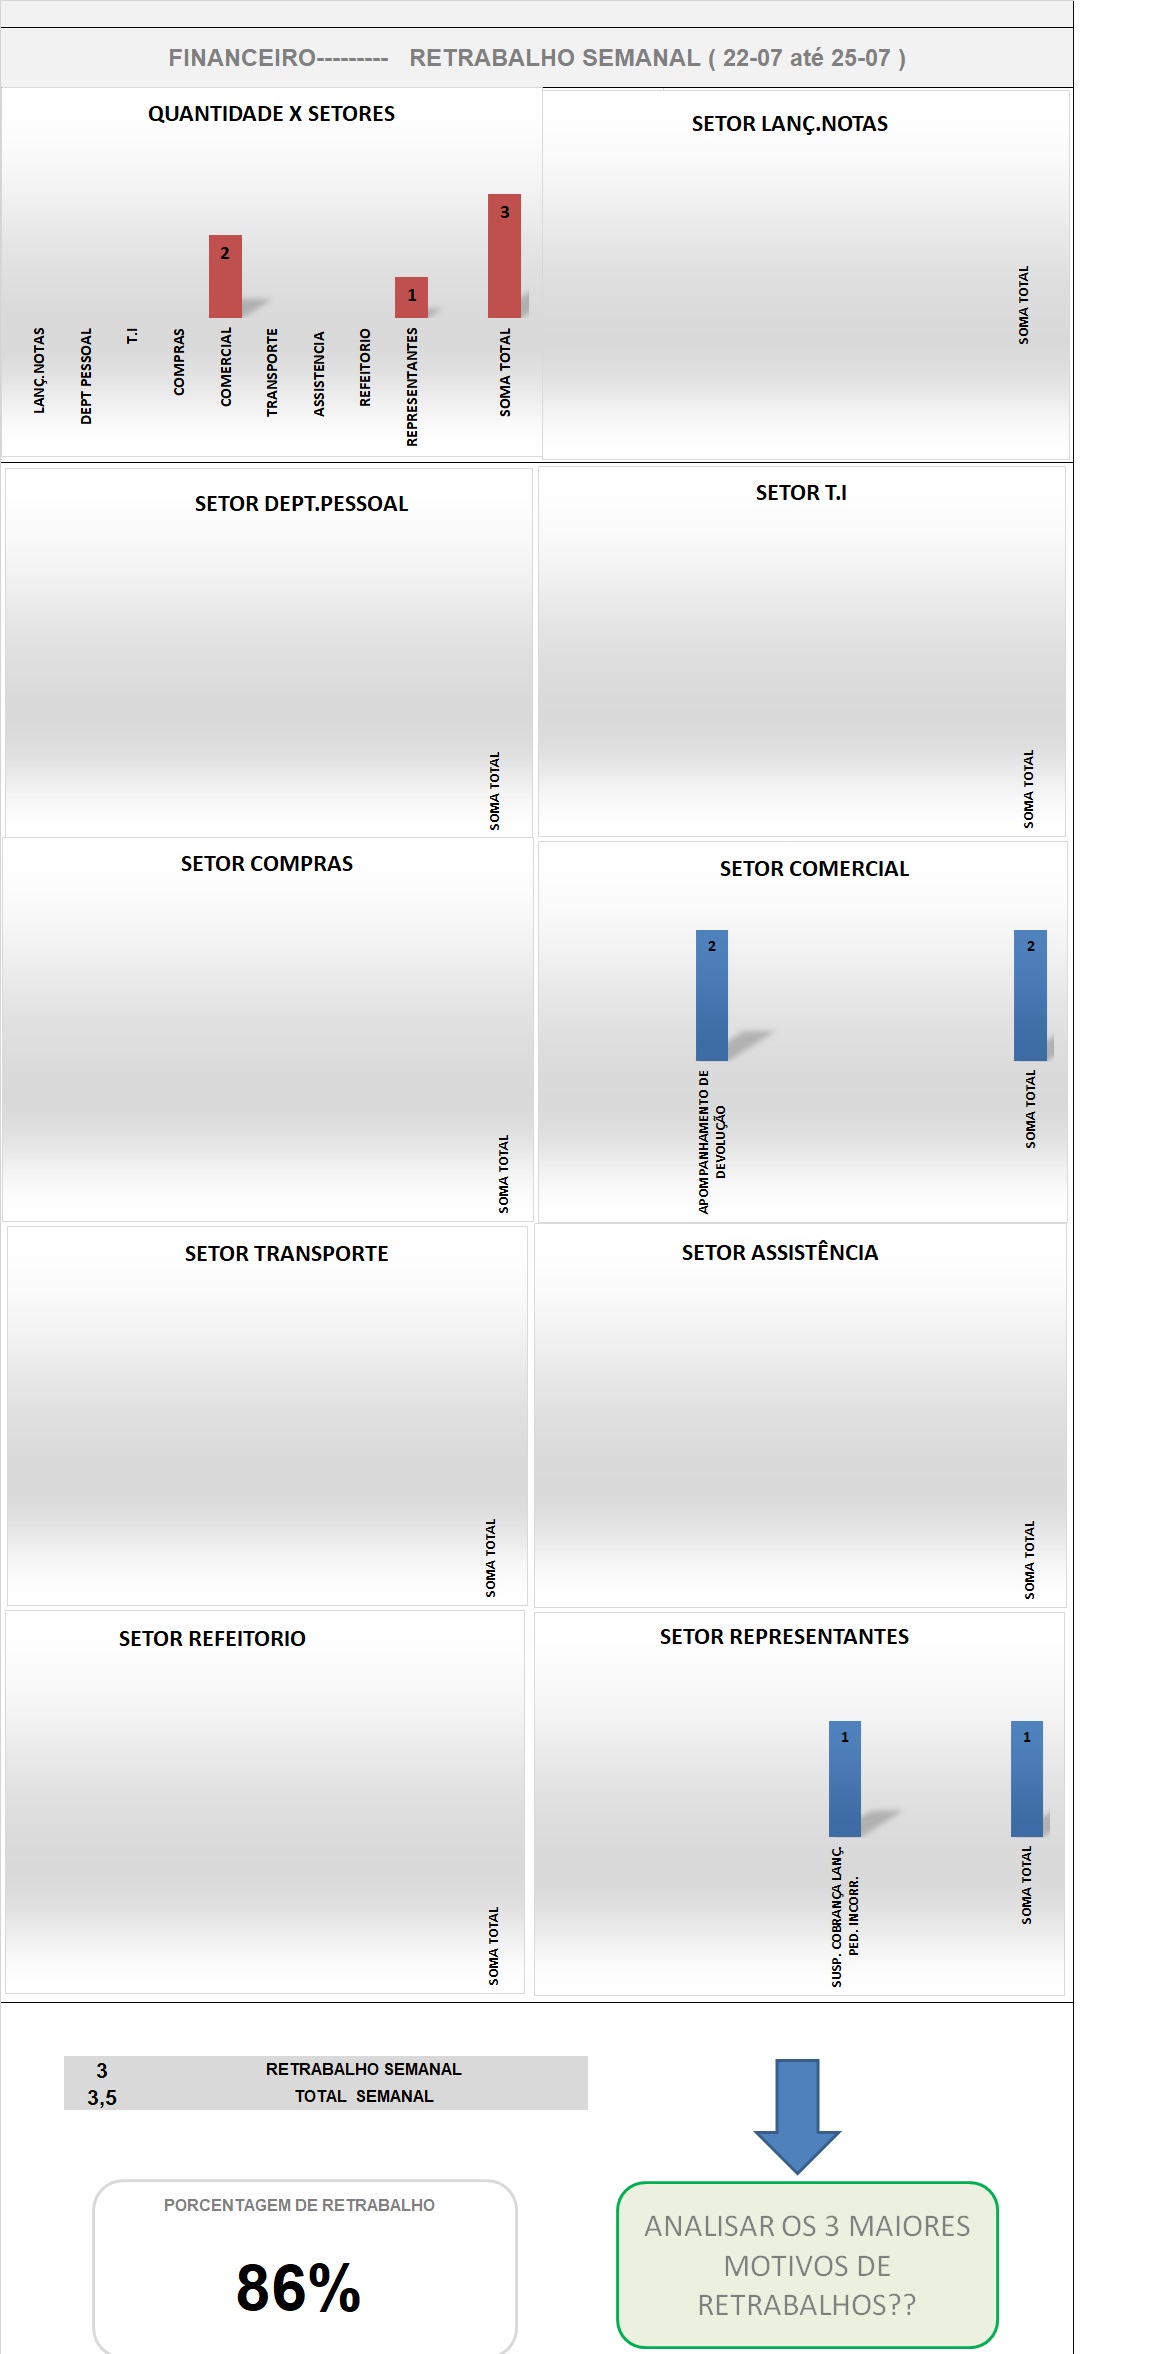 FINANCEIRO--------- RETRABALHO SEMANAL ( 22-07 até 25-07 )
QUANTIDADE X SETORES
2
1
3
LANÇ.NOTAS
DEPT PESSOAL
T.I
COMPRAS
COMERCIAL
TRANSPORTE
ASSISTENCIA
REFEITORIO
REPRESENTANTES
SOMA TOTAL
SETOR LANÇ.NOTAS
SOMA TOTAL
SETOR DEPT.PESSOAL
SOMA TOTAL
SETOR T.I
SOMA TOTAL
SETOR COMPRAS
SOMA TOTAL
SETOR COMERCIAL
2
2
APOMPANHAMENTO DE
DEVOLUÇÃO
SOMA TOTAL
SETOR TRANSPORTE
SOMA TOTAL
SETOR ASSISTÊNCIA
SOMA TOTAL
SETOR REFEITORIO
SOMA TOTAL
SETOR REPRESENTANTES
1
1
SUSP. COBRANÇA LANÇ.
PED. INCORR.
SOMA TOTAL
3 RETRABALHO SEMANAL
3,5 TOTAL SEMANAL
PORCENTAGEM DE RETRABALHO
86%
ANALISAR OS 3 MAIORES
MOTIVOS DE
RETRABALHOS??